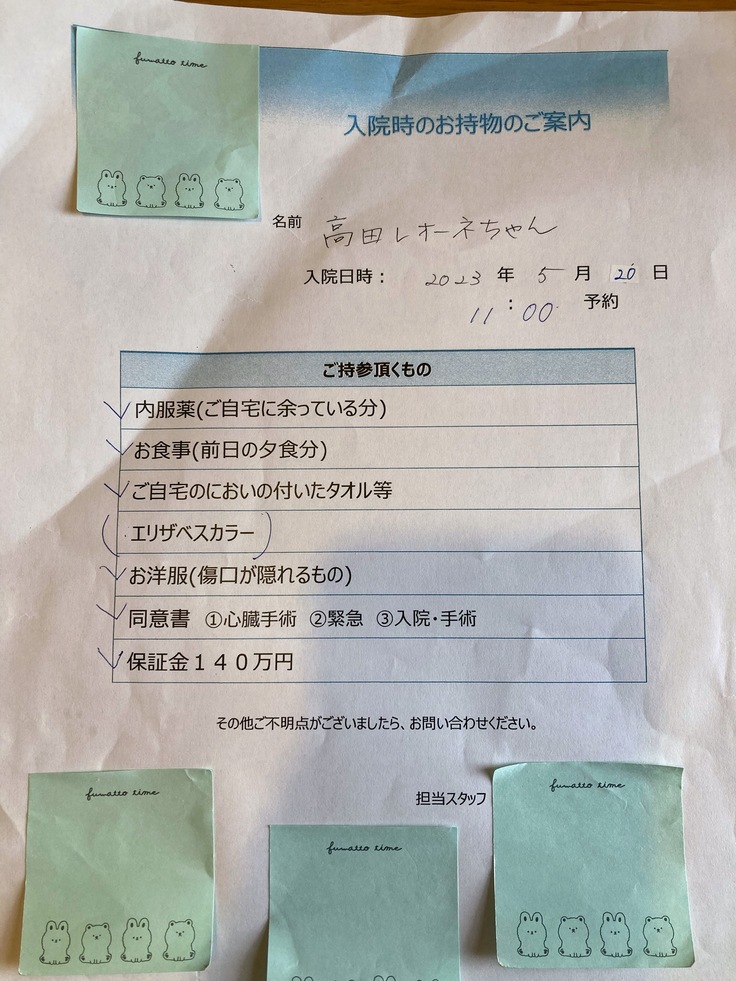 fuwatto time
入院時のお持物のご案内
名前 高田レオーネちゃん
入院日時： 2023 年 5 月 20 日
11：00 予約
ご持参頂くもの
内服薬(ご自宅に余っている分)
お食事(前日の夕食分)
ご自宅のにおいの付いたタオル等
(・エリザベスカラー)
お洋服(傷口が隠れるもの)
同意書 ①心臓手術 ②緊急 ③入院・手術
保証金１４０万円
その他ご不明点がございましたら、お問い合わせください。
担当スタッフ
fuwatto time
fuwatto time
fuwatto time